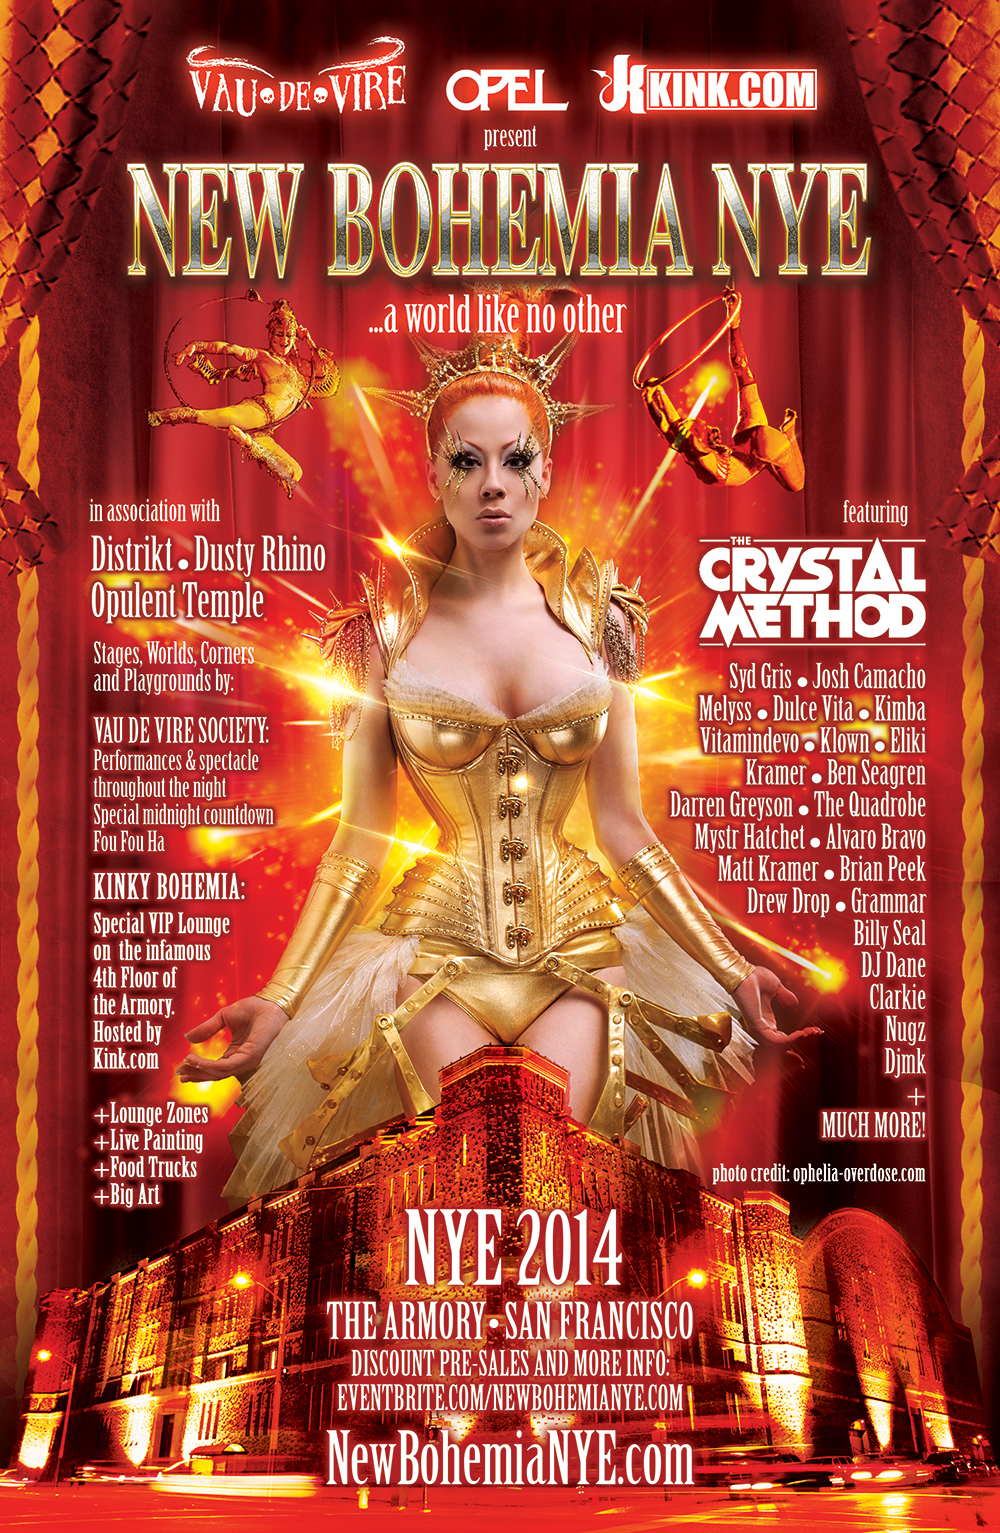 VAU DE VIRE
OPEL
KINK.COM
present
NEW BOHEMIA NYE
...a world like no other
in association with
Distrikt • Dusty Rhino
Opulent Temple
Stages, Worlds, Corners
and Playgrounds by:
VAU DE VIRE SOCIETY:
Performances & spectacle
throughout the night
Special midnight countdown
Fou Fou Ha
KINKY BOHEMIA:
Special VIP Lounge
on the infamous
4th Floor of
the Armory.
Hosted by
Kink.com
+Lounge Zones
+Live Painting
+Food Trucks
+Big Art
featuring
THE
CRYSTAL
METHOD
Syd Gris • Josh Camacho
Melyss • Dulce Vita • Kimba
Vitamindevo • Klown • Eliki
Kramer • Ben Seagren
Darren Greyson • The Quadrobe
Mystr Hatchet • Alvaro Bravo
Matt Kramer • Brian Peek
Drew Drop • Grammar
Billy Seal
DJ Dane
Clarkie
Nugz
Djmk
+
MUCH MORE!
photo credit: ophelia-overdose.com
NYE 2014
THE ARMORY • SAN FRANCISCO
DISCOUNT PRE-SALES AND MORE INFO:
EVENTBRITE.COM/NEWBOHEMIANYE.COM
NewBohemiaNYE.com